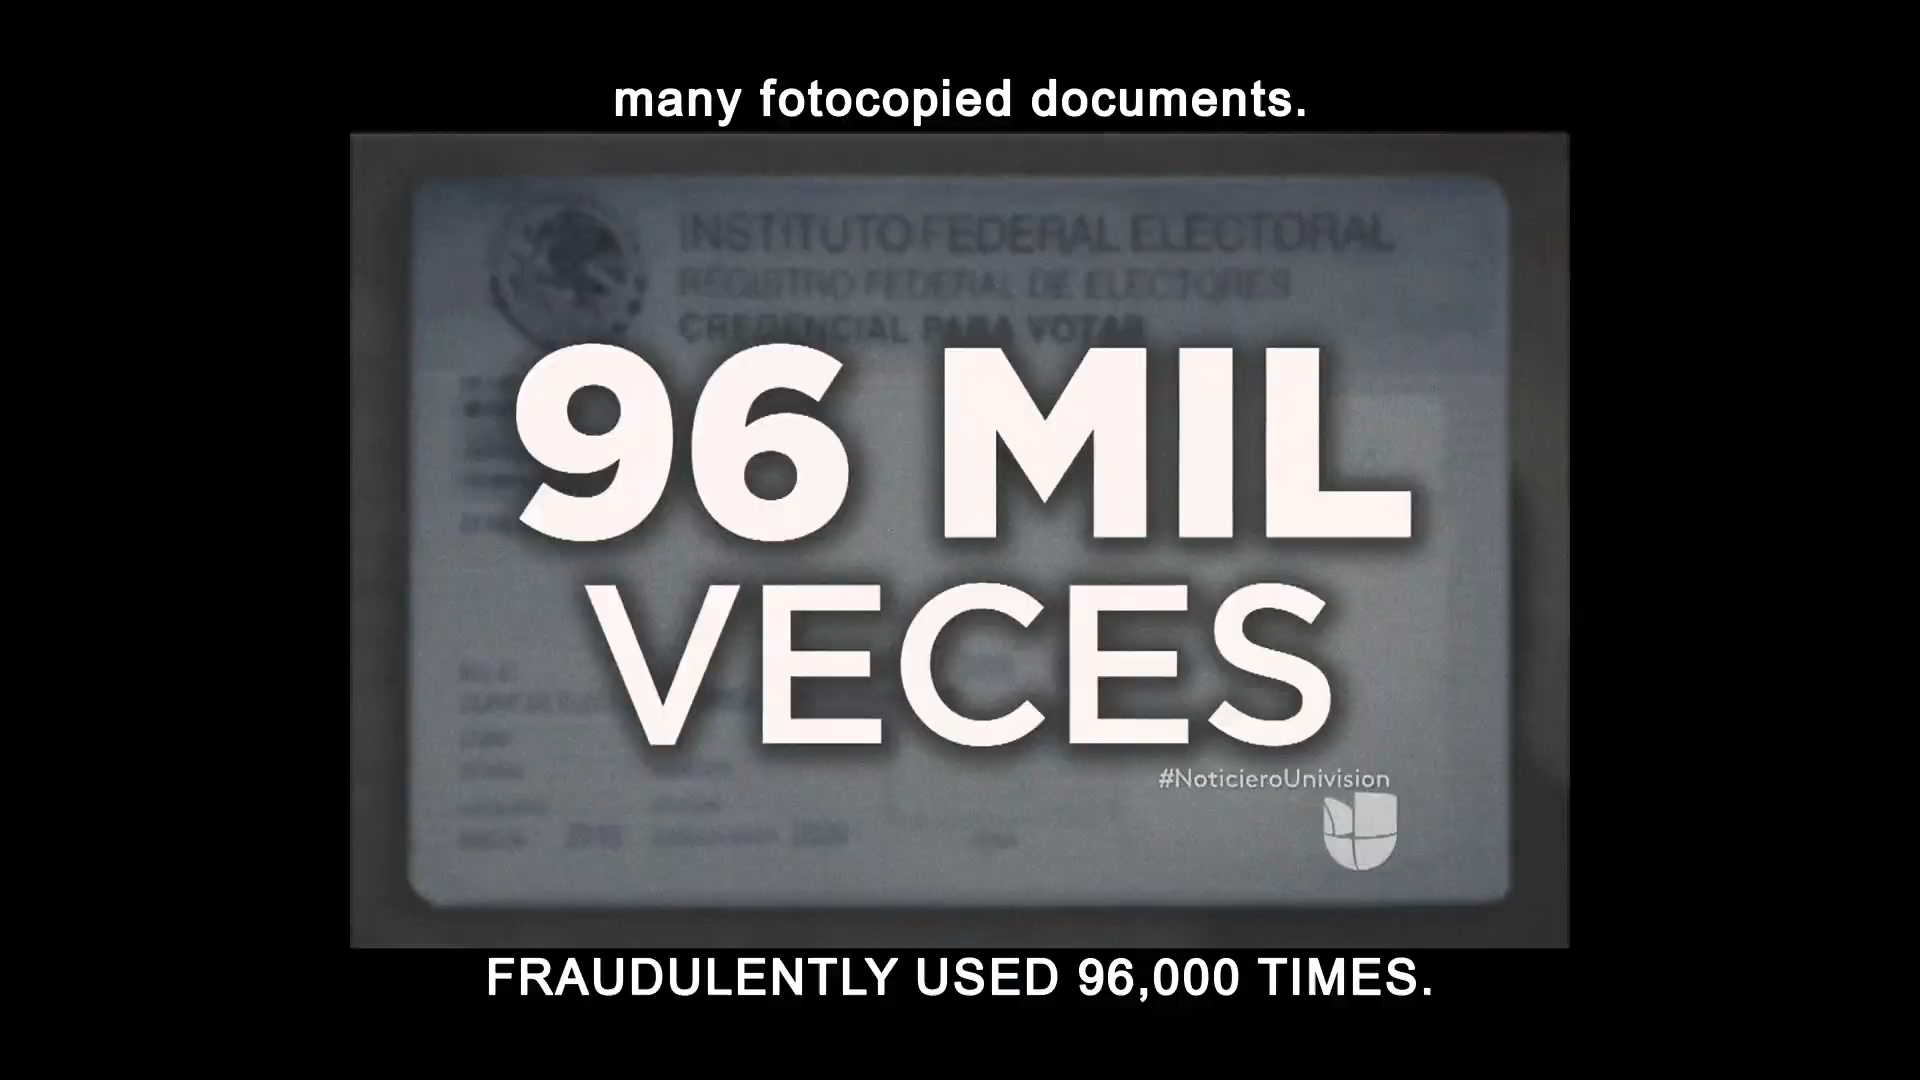 many fotocopied documents.
INSTITUTO FEDERAL ELECTORAL
REGISTRO FEDERAL DE ELECTORES
CREDENCIAL PARA VOTAR
96 MIL
VECES
#NoticieroUnivision
FRAUDULENTLY USED 96,000 TIMES.